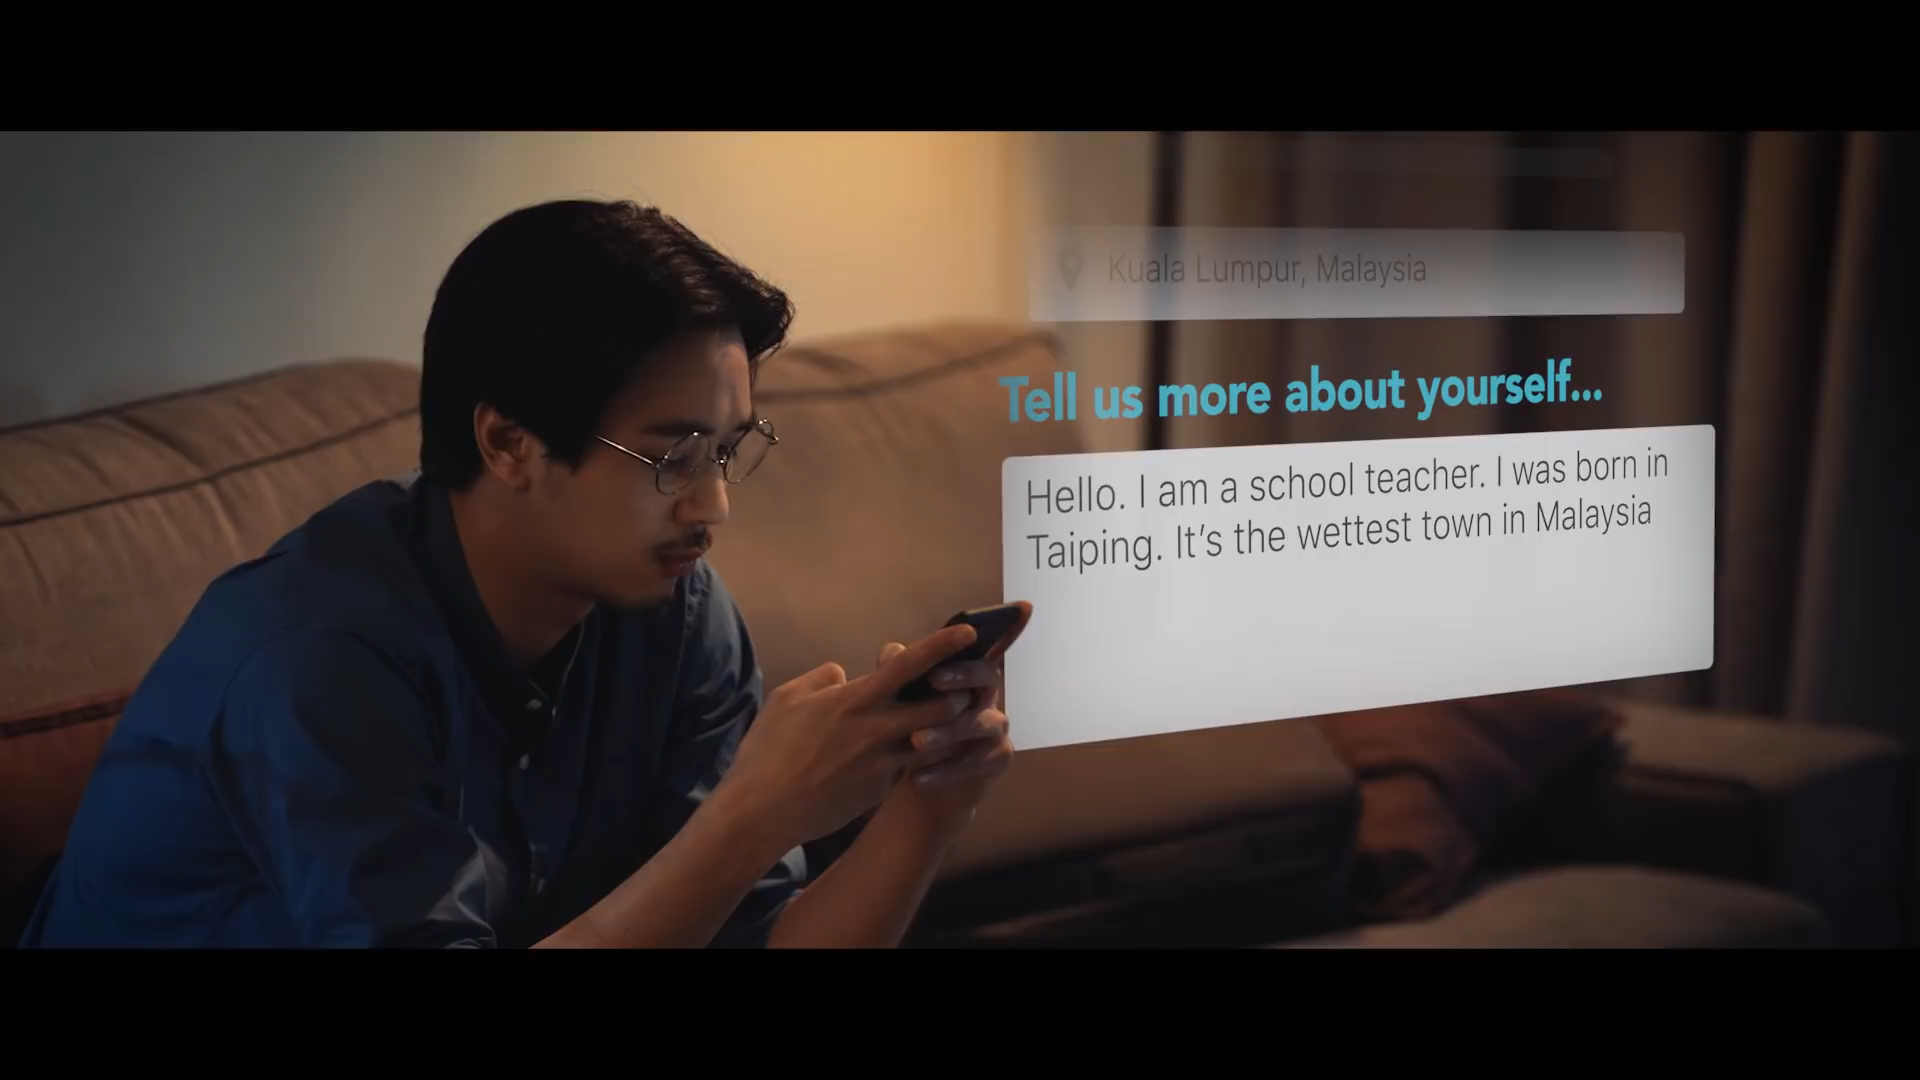 Kuala Lumpur, Malaysia
Tell us more about yourself...
Hello. I am a school teacher. I was born in
Taiping. It's the wettest town in Malaysia